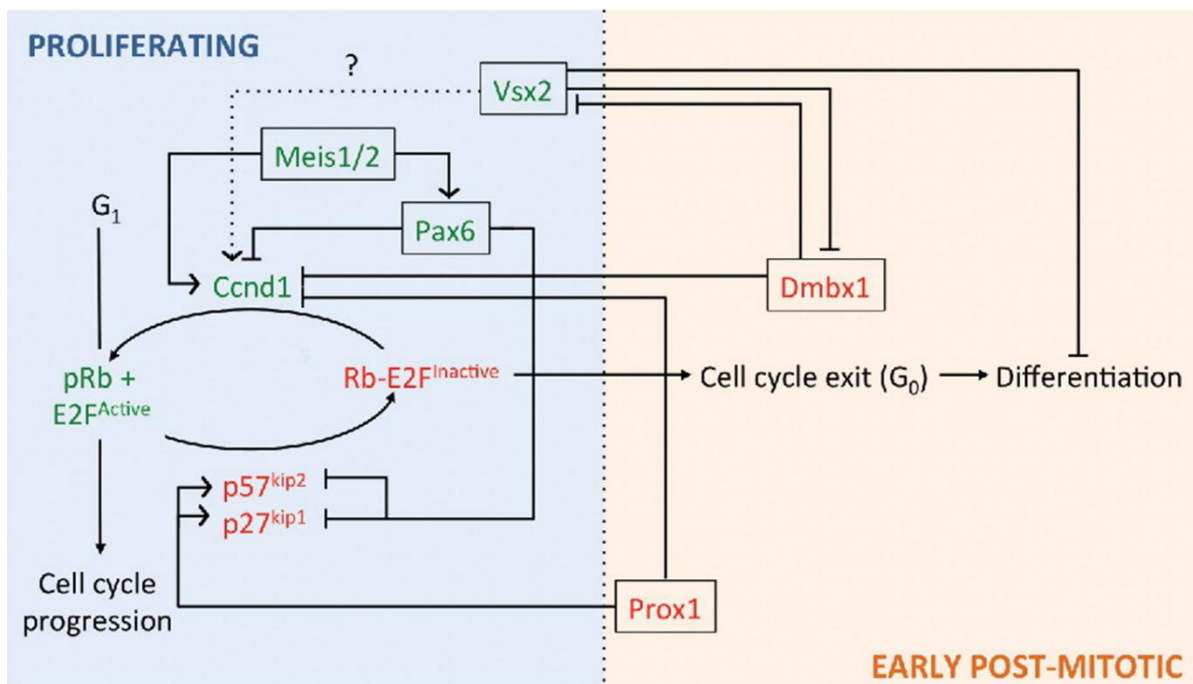 PROLIFERATING
?
Vsx2
Meis1/2
G1
Pax6
Ccnd1
Dmbx1
pRb +
E2FActive
Rb-E2FInactive
Cell cycle exit (G0)
Differentiation
p57kip2
p27kip1
Cell cycle
progression
Prox1
EARLY POST-MITOTIC